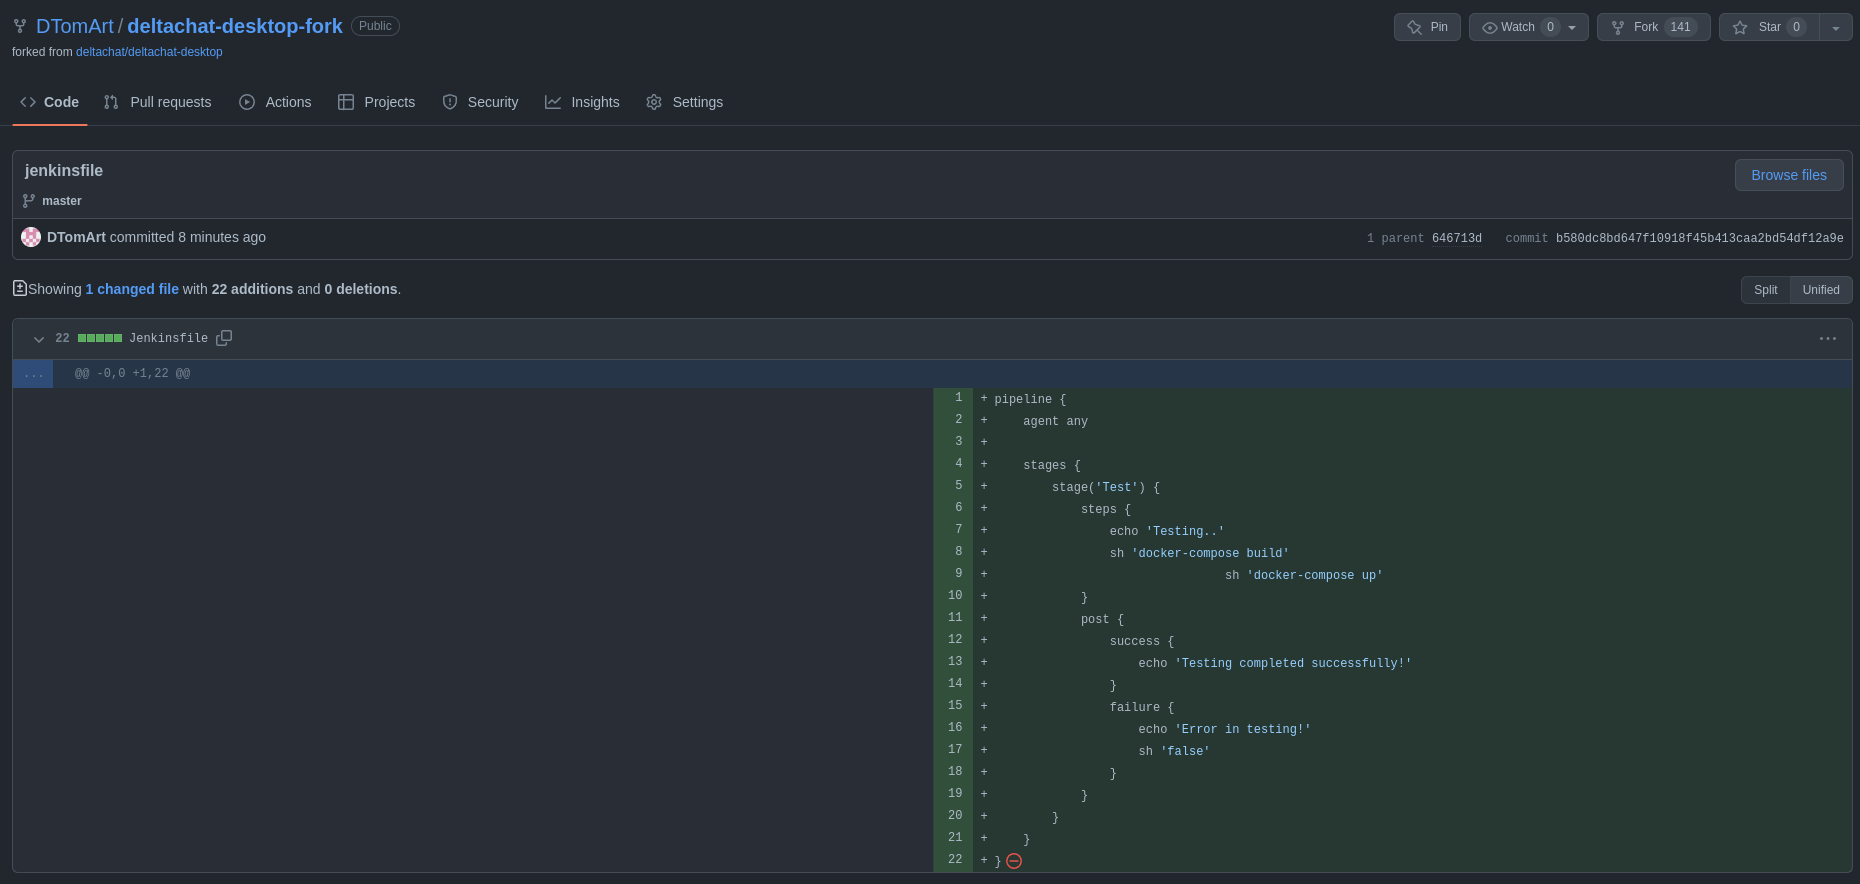 DTomArt / deltachat-desktop-fork Public
Pin Watch 0 Fork 141 Star 0
forked from deltachat/deltachat-desktop
Code Pull requests Actions Projects Security Insights Settings
jenkinsfile
Browse files
master
DTomArt committed 8 minutes ago
1 parent 646713d commit b580dc8bd647f10918f45b413caa2bd54df12a9e
Showing 1 changed file with 22 additions and 0 deletions.
Split Unified
22 Jenkinsfile
... @@ -0,0 +1,22 @@
1 + pipeline {
2 + agent any
3 +
4 + stages {
5 + stage('Test') {
6 + steps {
7 + echo 'Testing..'
8 + sh 'docker-compose build'
9 + sh 'docker-compose up'
10 + }
11 + post {
12 + success {
13 + echo 'Testing completed successfully!'
14 + }
15 + failure {
16 + echo 'Error in testing!'
17 + sh 'false'
18 + }
19 + }
20 + }
21 + }
22 + }